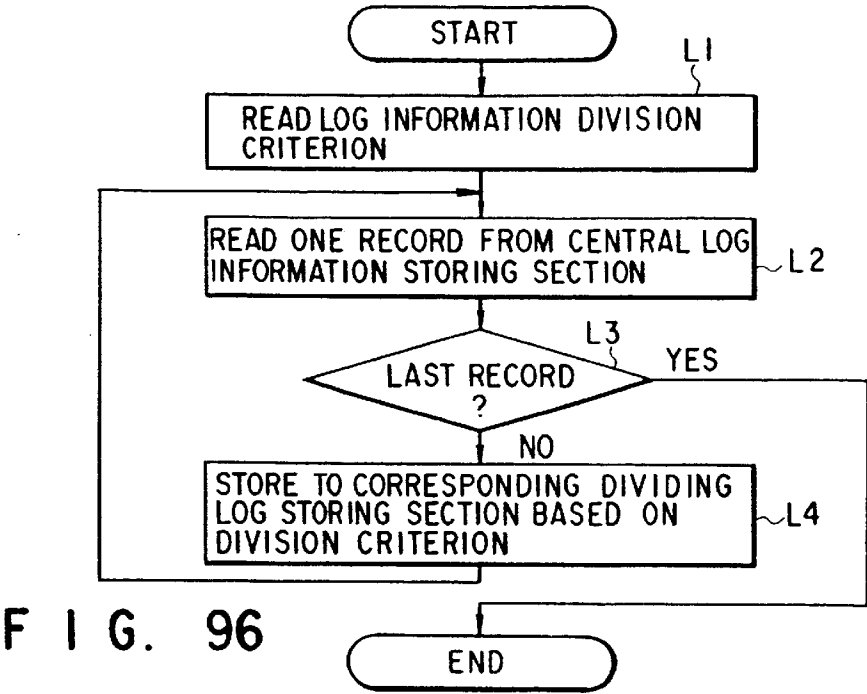 START
L1
READ LOG INFORMATION DIVISION
CRITERION
READ ONE RECORD FROM CENTRAL LOG
INFORMATION STORING SECTION
L2
L3
YES
LAST RECORD
?
NO
STORE TO CORRESPONDING DIVIDING
LOG STORING SECTION BASED ON
DIVISION CRITERION
L4
FIG. 96
END